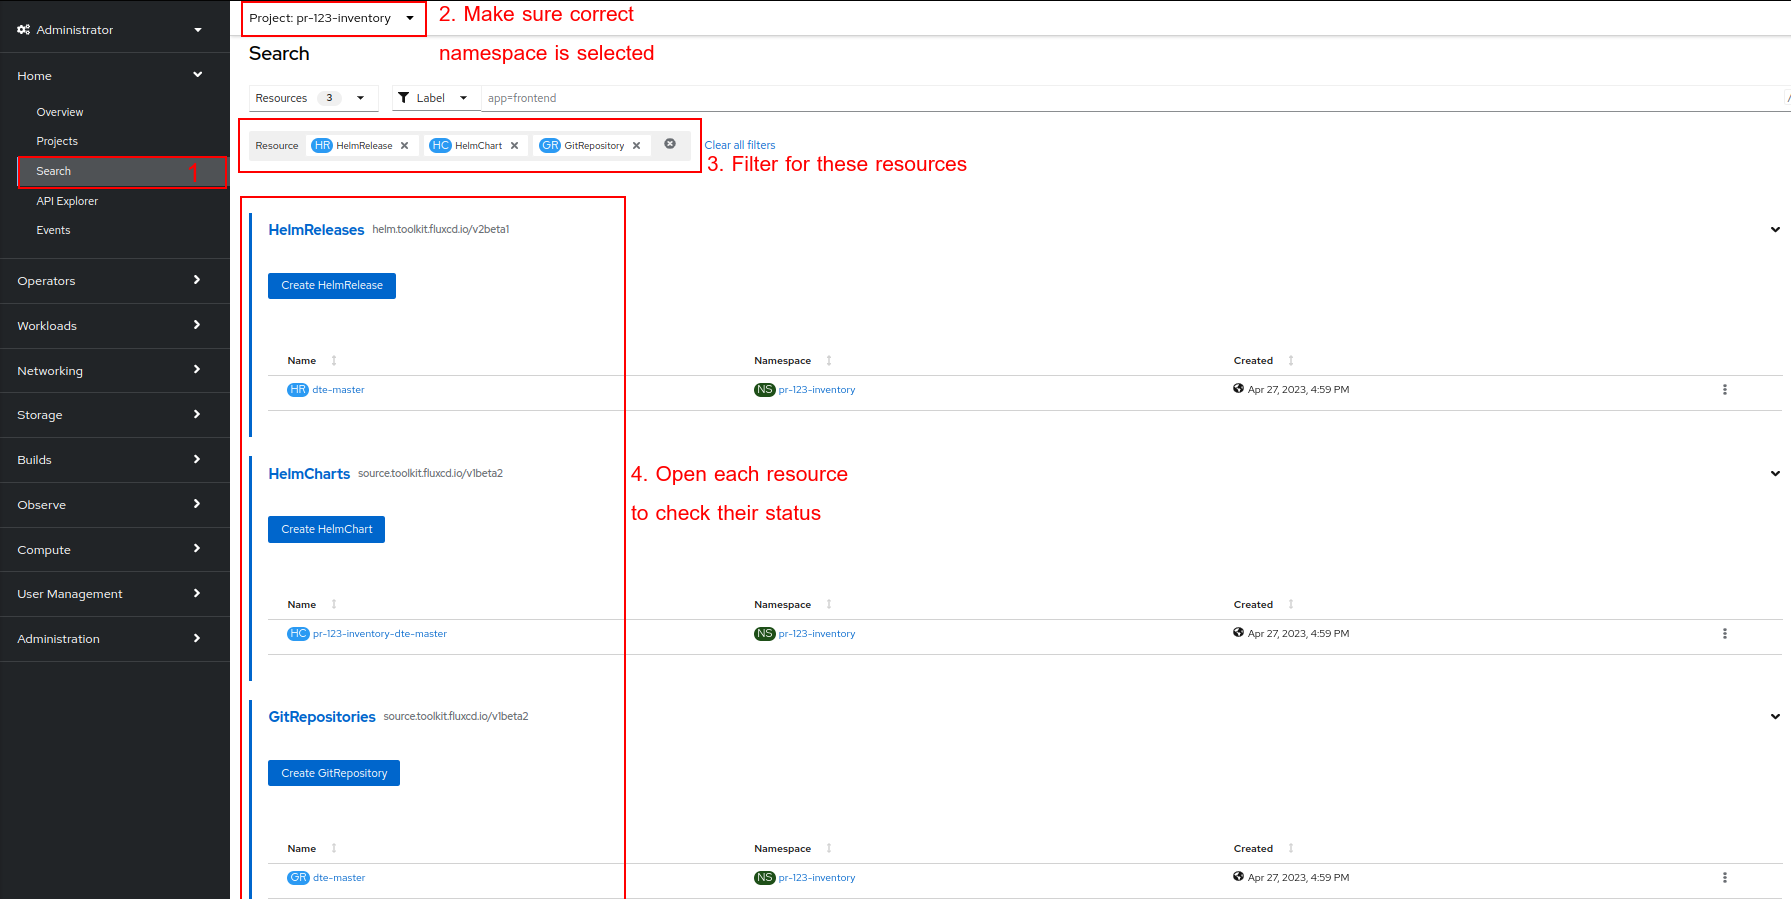 Administrator
Home
Overview
Projects
Search 1
API Explorer
Events
Operators
Workloads
Networking
Storage
Builds
Observe
Compute
User Management
Administration
Project: pr-123-inventory
2. Make sure correct
namespace is selected
Search
Resources 3
Label
app=frontend
/
Resource HR HelmRelease HC HelmChart GR GitRepository
Clear all filters
3. Filter for these resources
HelmReleases helm.toolkit.fluxcd.io/v2beta1
Create HelmRelease
Name Namespace Created
HR dte-master NS pr-123-inventory Apr 27, 2023, 4:59 PM
HelmCharts source.toolkit.fluxcd.io/v1beta2
4. Open each resource
to check their status
Create HelmChart
Name Namespace Created
HC pr-123-inventory-dte-master NS pr-123-inventory Apr 27, 2023, 4:59 PM
GitRepositories source.toolkit.fluxcd.io/v1beta2
Create GitRepository
Name Namespace Created
GR dte-master NS pr-123-inventory Apr 27, 2023, 4:59 PM